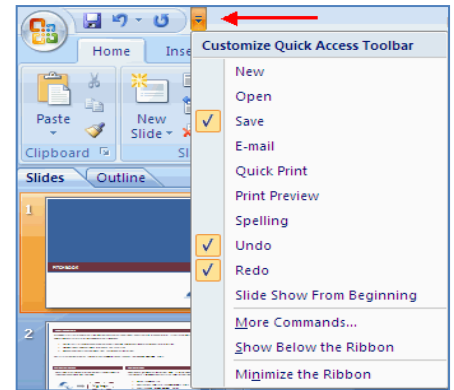 Home Inse
Customize Quick Access Toolbar
New
Open
Save
E-mail
Quick Print
Print Preview
Spelling
Undo
Redo
Slide Show From Beginning
More Commands...
Show Below the Ribbon
Minimize the Ribbon
Paste
New
Slide
Clipboard Sl
Slides Outline
1
PITCHBOOK
2